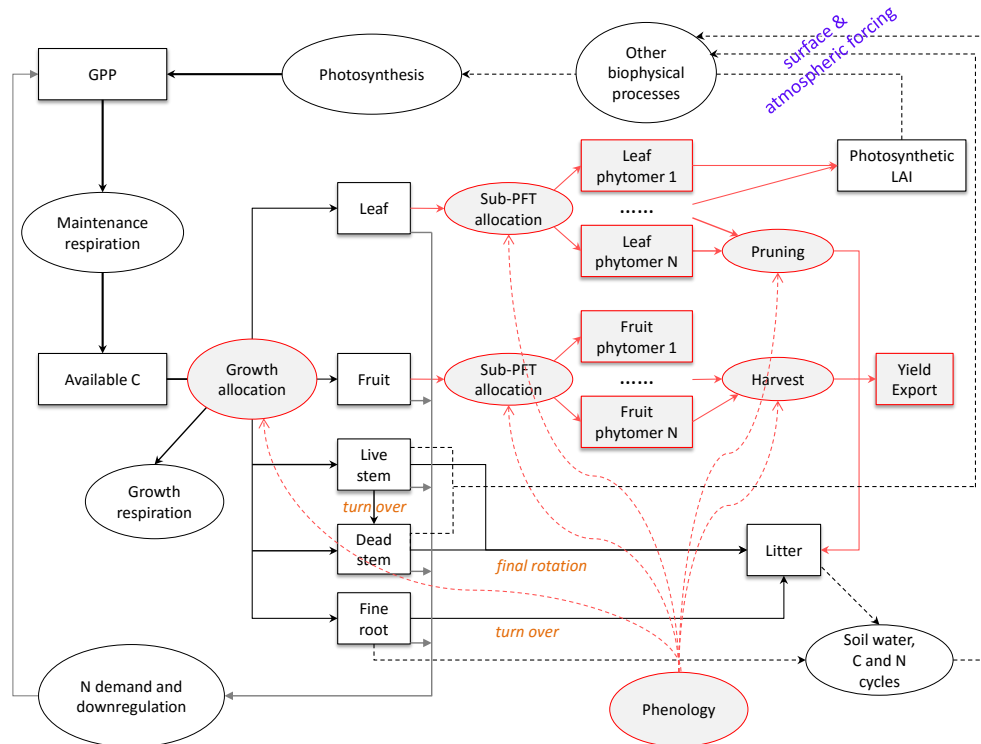 surface &
atmospheric forcing
GPP
Photosynthesis
Other
biophysical
processes
Leaf
phytomer 1
Photosynthetic
LAI
Maintenance
respiration
Leaf
Sub-PFT
allocation
......
Leaf
phytomer N
Pruning
Fruit
phytomer 1
Available C
Growth
allocation
Fruit
Sub-PFT
allocation
......
Harvest
Yield
Export
Fruit
phytomer N
Live
stem
Growth
respiration
turn over
Dead
stem
Litter
final rotation
Fine
root
turn over
Soil water,
C and N
cycles
N demand and
downregulation
Phenology